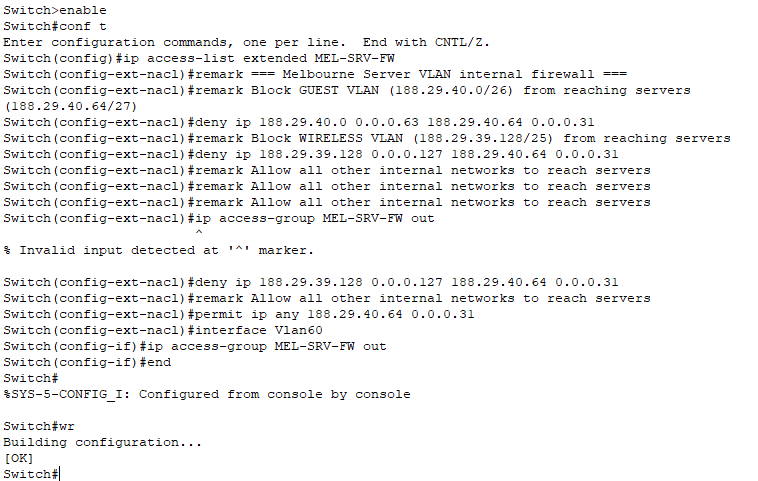 Switch>enable
Switch#conf t
Enter configuration commands, one per line.  End with CNTL/Z.
Switch(config)#ip access-list extended MEL-SRV-FW
Switch(config-ext-nacl)#remark === Melbourne Server VLAN internal firewall ===
Switch(config-ext-nacl)#remark Block GUEST VLAN (188.29.40.0/26) from reaching servers
(188.29.40.64/27)
Switch(config-ext-nacl)#deny ip 188.29.40.0 0.0.0.63 188.29.40.64 0.0.0.31
Switch(config-ext-nacl)#remark Block WIRELESS VLAN (188.29.39.128/25) from reaching servers
Switch(config-ext-nacl)#deny ip 188.29.39.128 0.0.0.127 188.29.40.64 0.0.0.31
Switch(config-ext-nacl)#remark Allow all other internal networks to reach servers
Switch(config-ext-nacl)#remark Allow all other internal networks to reach servers
Switch(config-ext-nacl)#remark Allow all other internal networks to reach servers
Switch(config-ext-nacl)#ip access-group MEL-SRV-FW out
^
% Invalid input detected at '^' marker.
Switch(config-ext-nacl)#deny ip 188.29.39.128 0.0.0.127 188.29.40.64 0.0.0.31
Switch(config-ext-nacl)#remark Allow all other internal networks to reach servers
Switch(config-ext-nacl)#permit ip any 188.29.40.64 0.0.0.31
Switch(config-ext-nacl)#interface Vlan60
Switch(config-if)#ip access-group MEL-SRV-FW out
Switch(config-if)#end
Switch#
%SYS-5-CONFIG_I: Configured from console by console
Switch#wr
Building configuration...
[OK]
Switch#